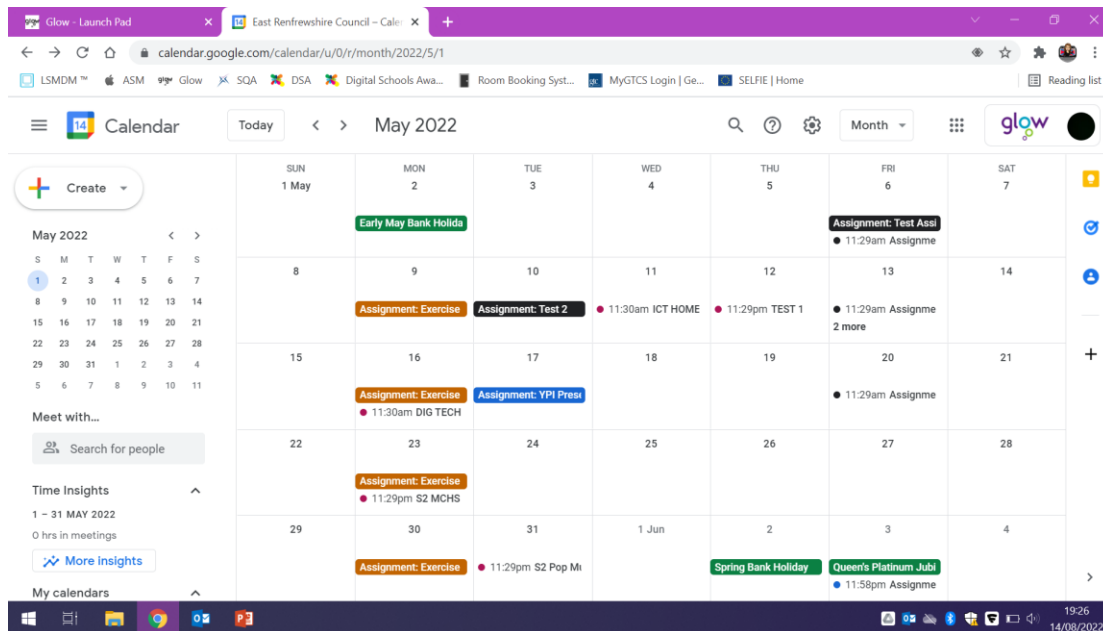 Glow - Launch Pad
East Renfrewshire Council – Caler
calendar.google.com/calendar/u/0/r/month/2022/5/1
LSMDM ™ ASM Glow SQA DSA Digital Schools Awa... Room Booking Syst... MyGTCS Login | Ge... SELFIE | Home Reading list
14 Calendar Today May 2022 Month glow
Create
May 2022
S M T W T F S
1 2 3 4 5 6 7
8 9 10 11 12 13 14
15 16 17 18 19 20 21
22 23 24 25 26 27 28
29 30 31 1 2 3 4
5 6 7 8 9 10 11
Meet with...
Search for people
Time Insights
1 – 31 MAY 2022
0 hrs in meetings
More insights
My calendars
SUN MON TUE WED THU FRI SAT
1 May 2 3 4 5 6 7
Early May Bank Holida Assignment: Test Assi
11:29am Assignme
8 9 10 11 12 13 14
Assignment: Exercise Assignment: Test 2 11:30am ICT HOME 11:29pm TEST 1 11:29am Assignme
2 more
15 16 17 18 19 20 21
Assignment: Exercise Assignment: YPI Prese 11:29am Assignme
11:30am DIG TECH
22 23 24 25 26 27 28
Assignment: Exercise
11:29pm S2 MCHS
29 30 31 1 Jun 2 3 4
Assignment: Exercise 11:29pm S2 Pop Mu Spring Bank Holiday Queen's Platinum Jubi
11:58pm Assignme
19:26
14/08/2022